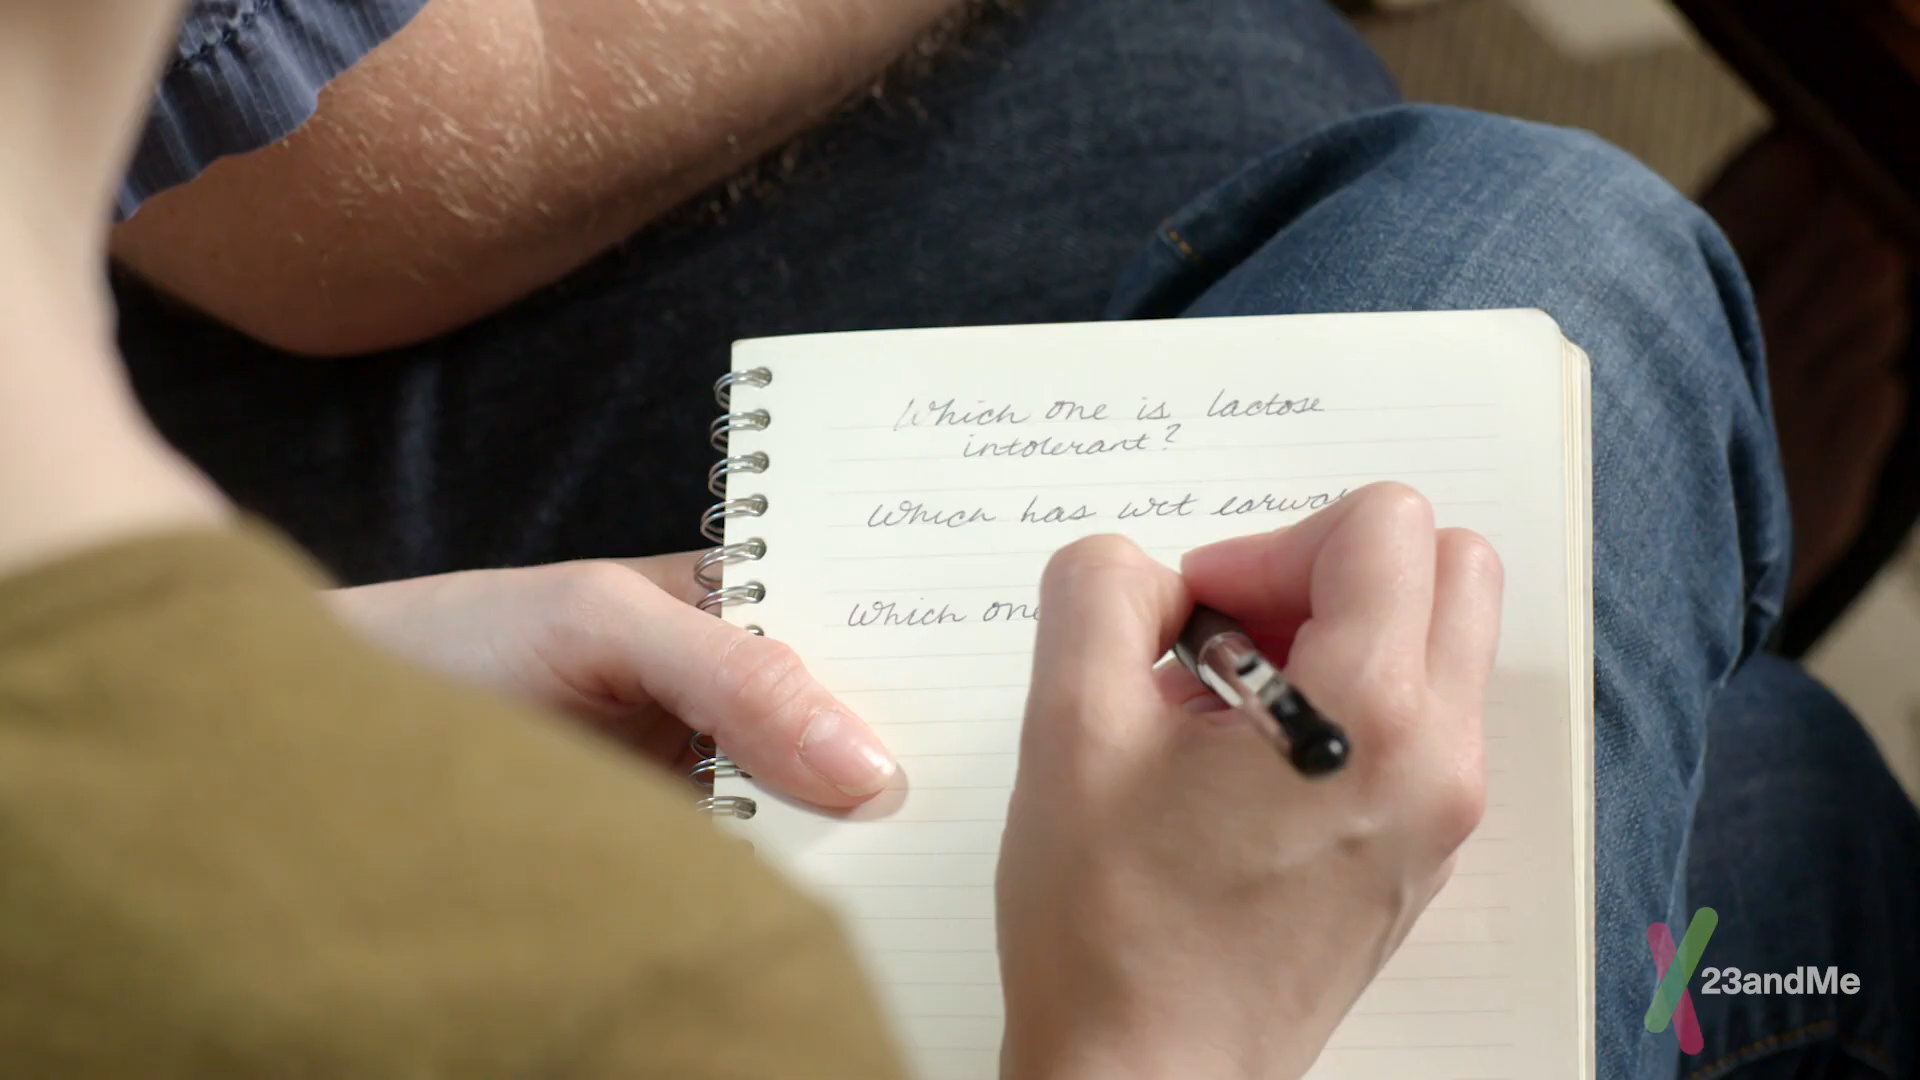 Which one is lactose
intolerant?
Which has wet
Which one
23andMe